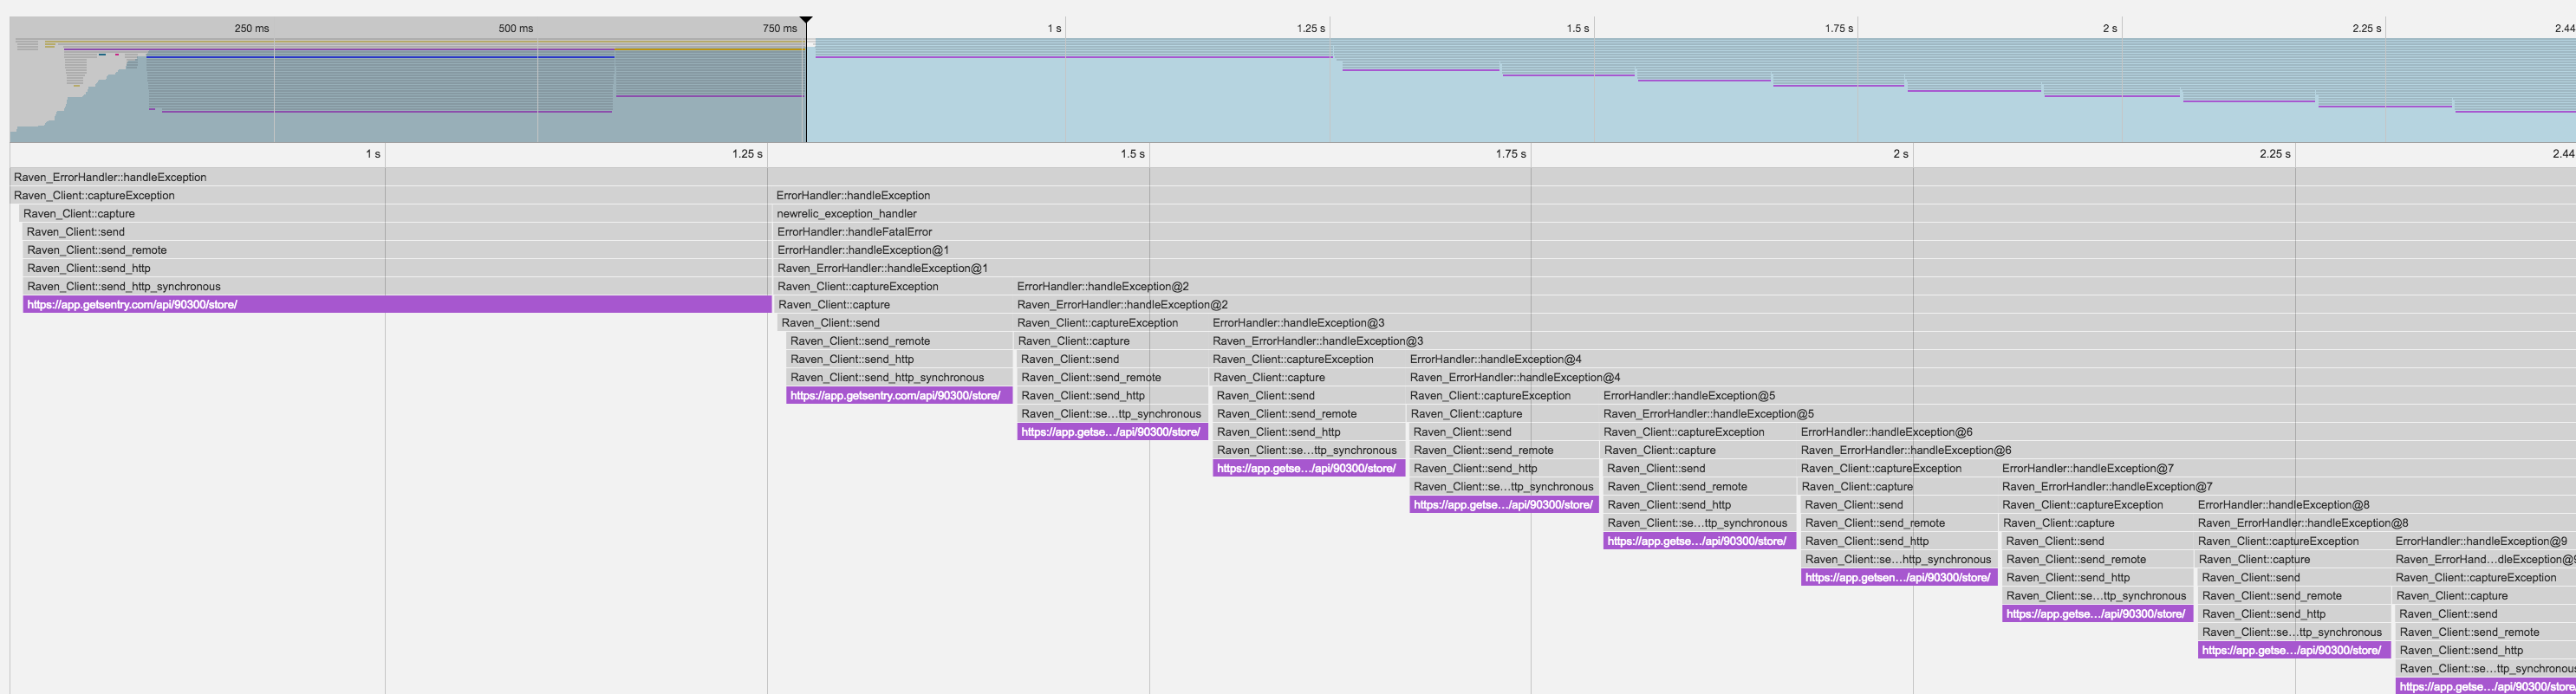 250 ms 500 ms 750 ms 1 s 1.25 s 1.5 s 1.75 s 2 s 2.25 s 2.44
1 s 1.25 s 1.5 s 1.75 s 2 s 2.25 s 2.44
Raven_ErrorHandler::handleException
Raven_Client::captureException ErrorHandler::handleException
Raven_Client::capture newrelic_exception_handler
Raven_Client::send ErrorHandler::handleFatalError
Raven_Client::send_remote ErrorHandler::handleException@1
Raven_Client::send_http Raven_ErrorHandler::handleException@1
Raven_Client::send_http_synchronous Raven_Client::captureException ErrorHandler::handleException@2
https://app.getsentry.com/api/90300/store/ Raven_Client::capture Raven_ErrorHandler::handleException@2
Raven_Client::send Raven_Client::captureException ErrorHandler::handleException@3
Raven_Client::send_remote Raven_Client::capture Raven_ErrorHandler::handleException@3
Raven_Client::send_http Raven_Client::send Raven_Client::captureException ErrorHandler::handleException@4
Raven_Client::send_http_synchronous Raven_Client::send_remote Raven_Client::capture Raven_ErrorHandler::handleException@4
https://app.getsentry.com/api/90300/store/ Raven_Client::send_http Raven_Client::send Raven_Client::captureException ErrorHandler::handleException@5
Raven_Client::se…ttp_synchronous Raven_Client::send_remote Raven_Client::capture Raven_ErrorHandler::handleException@5
https://app.getse…/api/90300/store/ Raven_Client::send_http Raven_Client::send Raven_Client::captureException ErrorHandler::handleException@6
Raven_Client::se…ttp_synchronous Raven_Client::send_remote Raven_Client::capture Raven_ErrorHandler::handleException@6
https://app.getse…/api/90300/store/ Raven_Client::send_http Raven_Client::send Raven_Client::captureException ErrorHandler::handleException@7
Raven_Client::se…ttp_synchronous Raven_Client::send_remote Raven_Client::capture Raven_ErrorHandler::handleException@7
https://app.getse…/api/90300/store/ Raven_Client::send_http Raven_Client::send Raven_Client::captureException ErrorHandler::handleException@8
Raven_Client::se…ttp_synchronous Raven_Client::send_remote Raven_Client::capture Raven_ErrorHandler::handleException@8
https://app.getse…/api/90300/store/ Raven_Client::send_http Raven_Client::send Raven_Client::captureException ErrorHandler::handleException@9
Raven_Client::se…http_synchronous Raven_Client::send_remote Raven_Client::capture Raven_ErrorHand…dleException@9
https://app.getsen…/api/90300/store/ Raven_Client::send_http Raven_Client::send Raven_Client::captureException
Raven_Client::se…ttp_synchronous Raven_Client::send_remote Raven_Client::capture
https://app.getse…/api/90300/store/ Raven_Client::send_http Raven_Client::send
Raven_Client::se…ttp_synchronous Raven_Client::send_remote
https://app.getse…/api/90300/store/ Raven_Client::send_http
Raven_Client::se…ttp_synchronous
https://app.getse…/api/90300/store